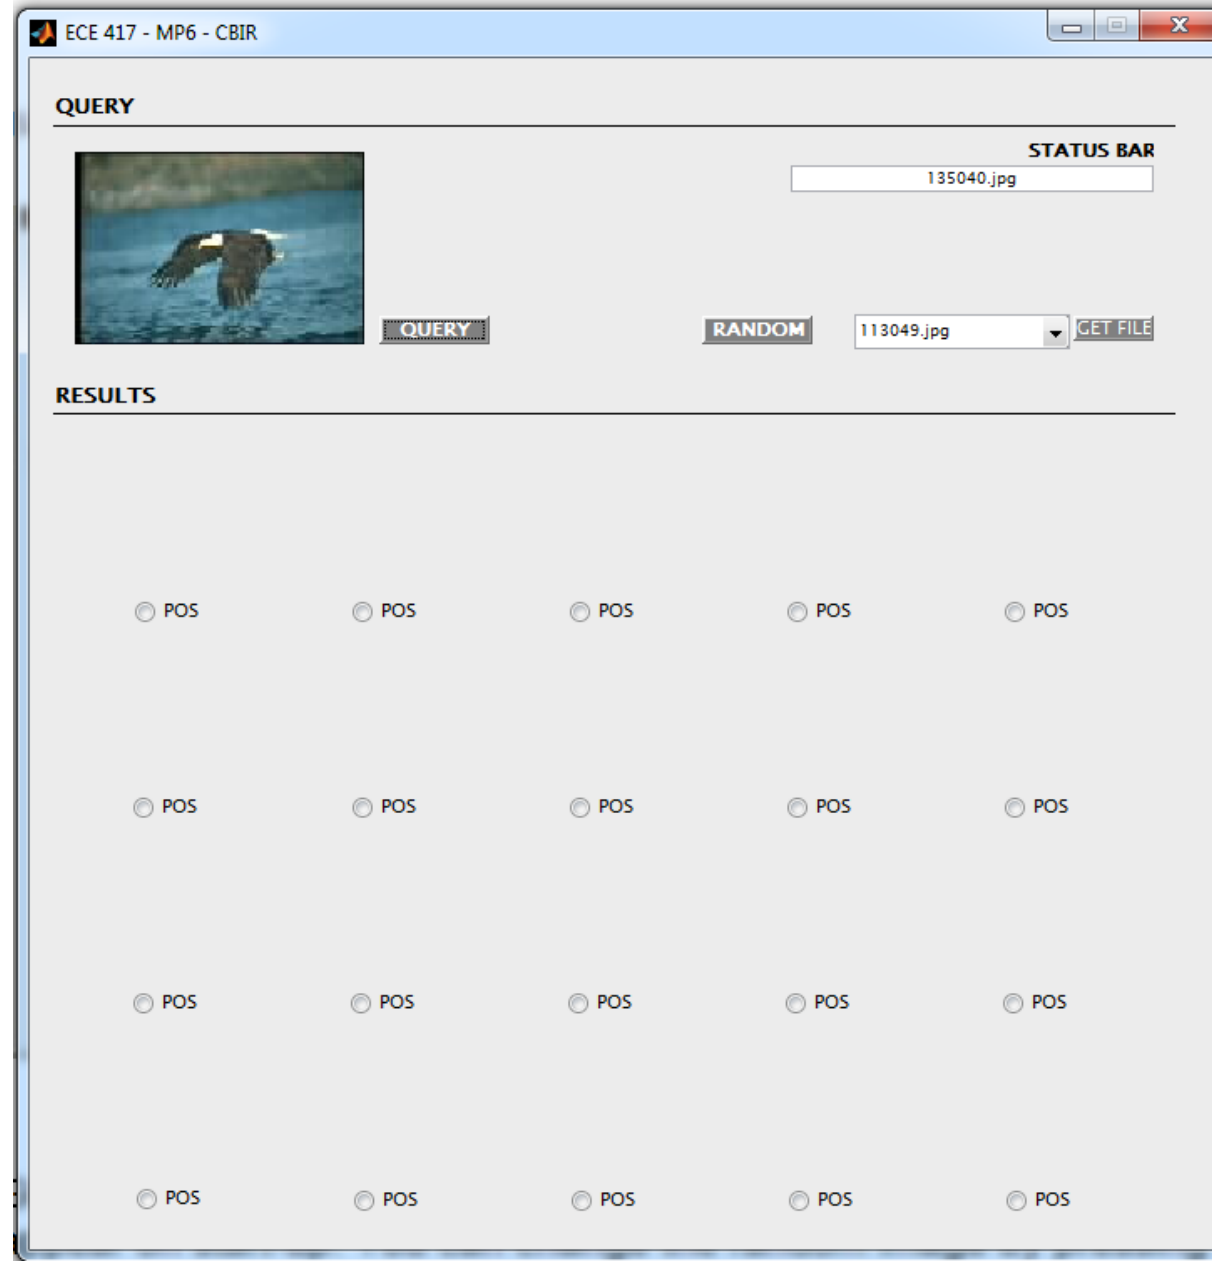 ECE 417 - MP6 - CBIR
QUERY
STATUS BAR
135040.jpg
QUERY RANDOM 113049.jpg GET FILE
RESULTS
POS POS POS POS POS
POS POS POS POS POS
POS POS POS POS POS
POS POS POS POS POS